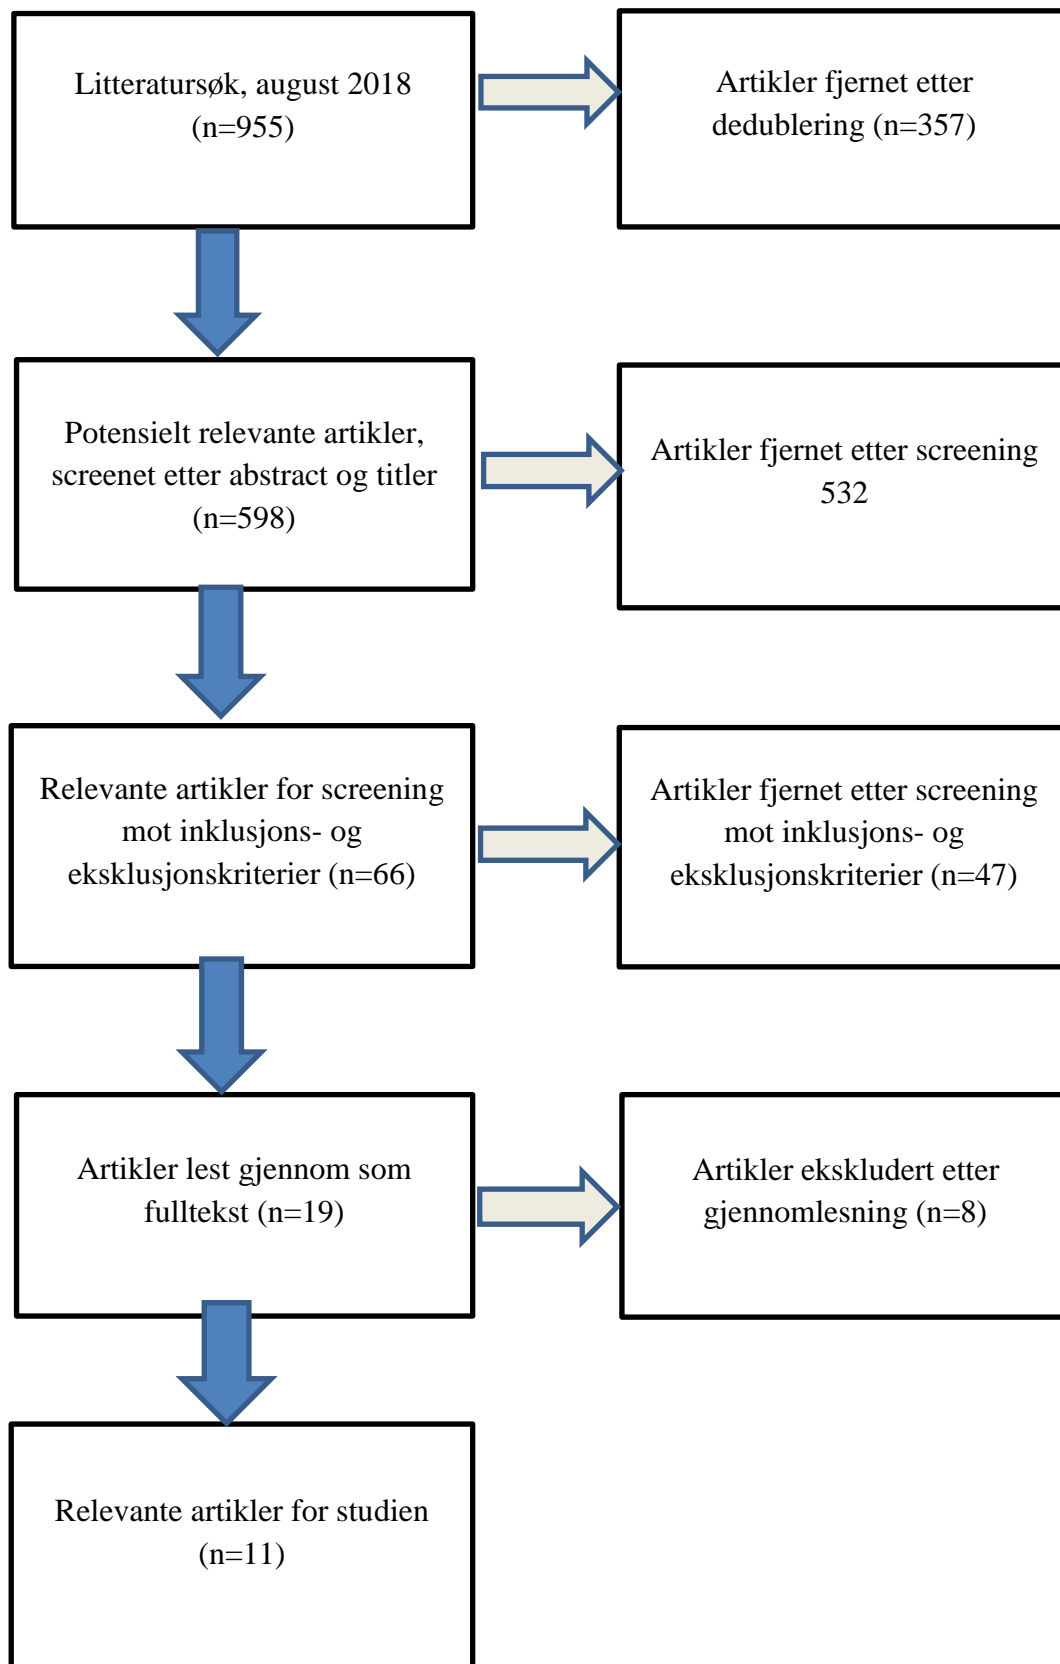 Litteratursøk, august 2018
(n=955)
Artikler fjernet etter
dedublering (n=357)
Potensielt relevante artikler,
screenet etter abstract og titler
(n=598)
Artikler fjernet etter screening
532
Relevante artikler for screening
mot inklusjons- og
eksklusjonskriterier (n=66)
Artikler fjernet etter screening
mot inklusjons- og
eksklusjonskriterier (n=47)
Artikler lest gjennom som
fulltekst (n=19)
Artikler ekskludert etter
gjennomlesning (n=8)
Relevante artikler for studien
(n=11)